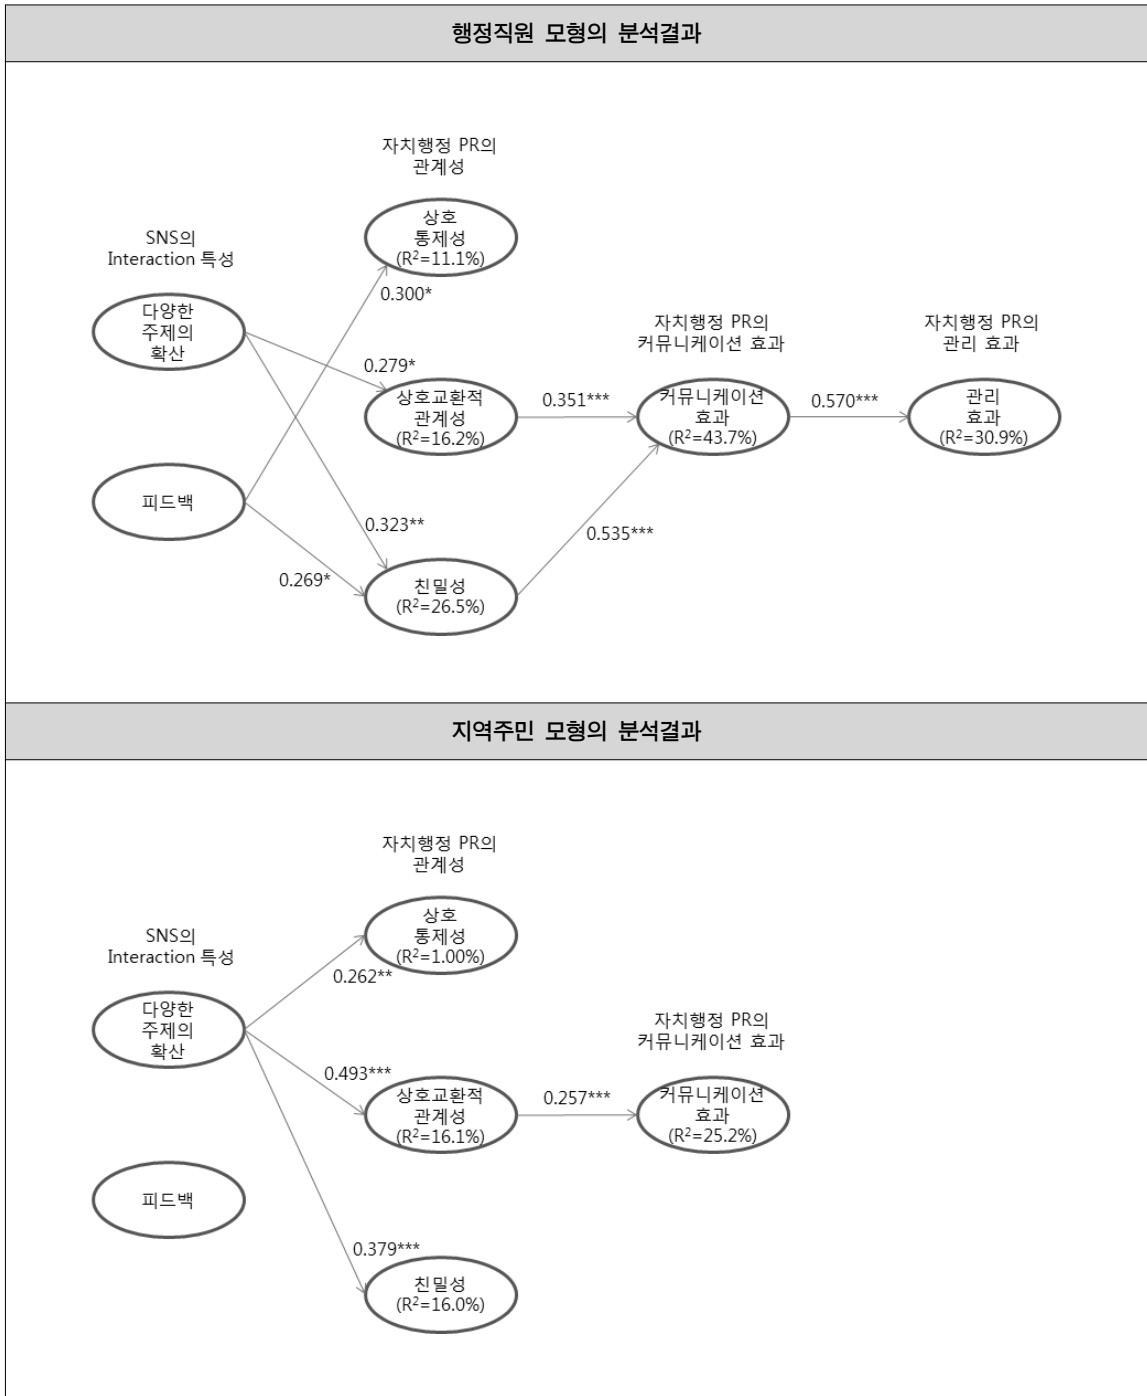 행정직원 모형의 분석결과
자치행정 PR의
관계성
상호
통제성
(R²=11.1%)
SNS의
Interaction 특성
0.300*
다양한
주제의
확산
자치행정 PR의
커뮤니케이션 효과
자치행정 PR의
관리 효과
0.279*
상호교환적
관계성
(R²=16.2%)
0.351***
커뮤니케이션
효과
(R²=43.7%)
0.570***
관리
효과
(R²=30.9%)
피드백
0.323**
0.535***
0.269*
친밀성
(R²=26.5%)
지역주민 모형의 분석결과
자치행정 PR의
관계성
상호
통제성
(R²=1.00%)
SNS의
Interaction 특성
0.262**
다양한
주제의
확산
자치행정 PR의
커뮤니케이션 효과
0.493***
상호교환적
관계성
(R²=16.1%)
0.257***
커뮤니케이션
효과
(R²=25.2%)
피드백
0.379***
친밀성
(R²=16.0%)